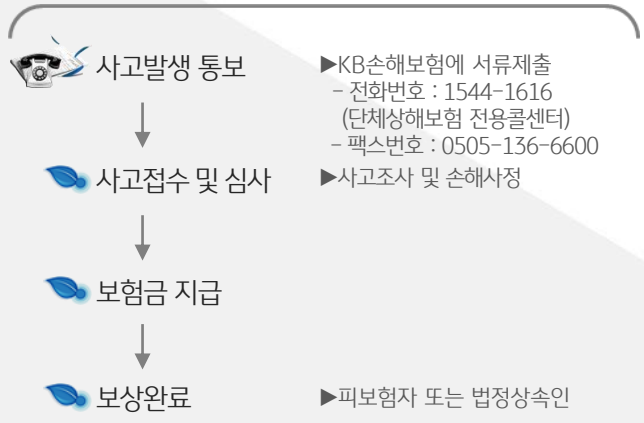 사고발생 통보
▶KB손해보험에 서류제출
- 전화번호 : 1544-1616
(단체상해보험 전용콜센터)
- 팩스번호 : 0505-136-6600
사고접수 및 심사
▶사고조사 및 손해사정
보험금 지급
보상완료
▶피보험자 또는 법정상속인